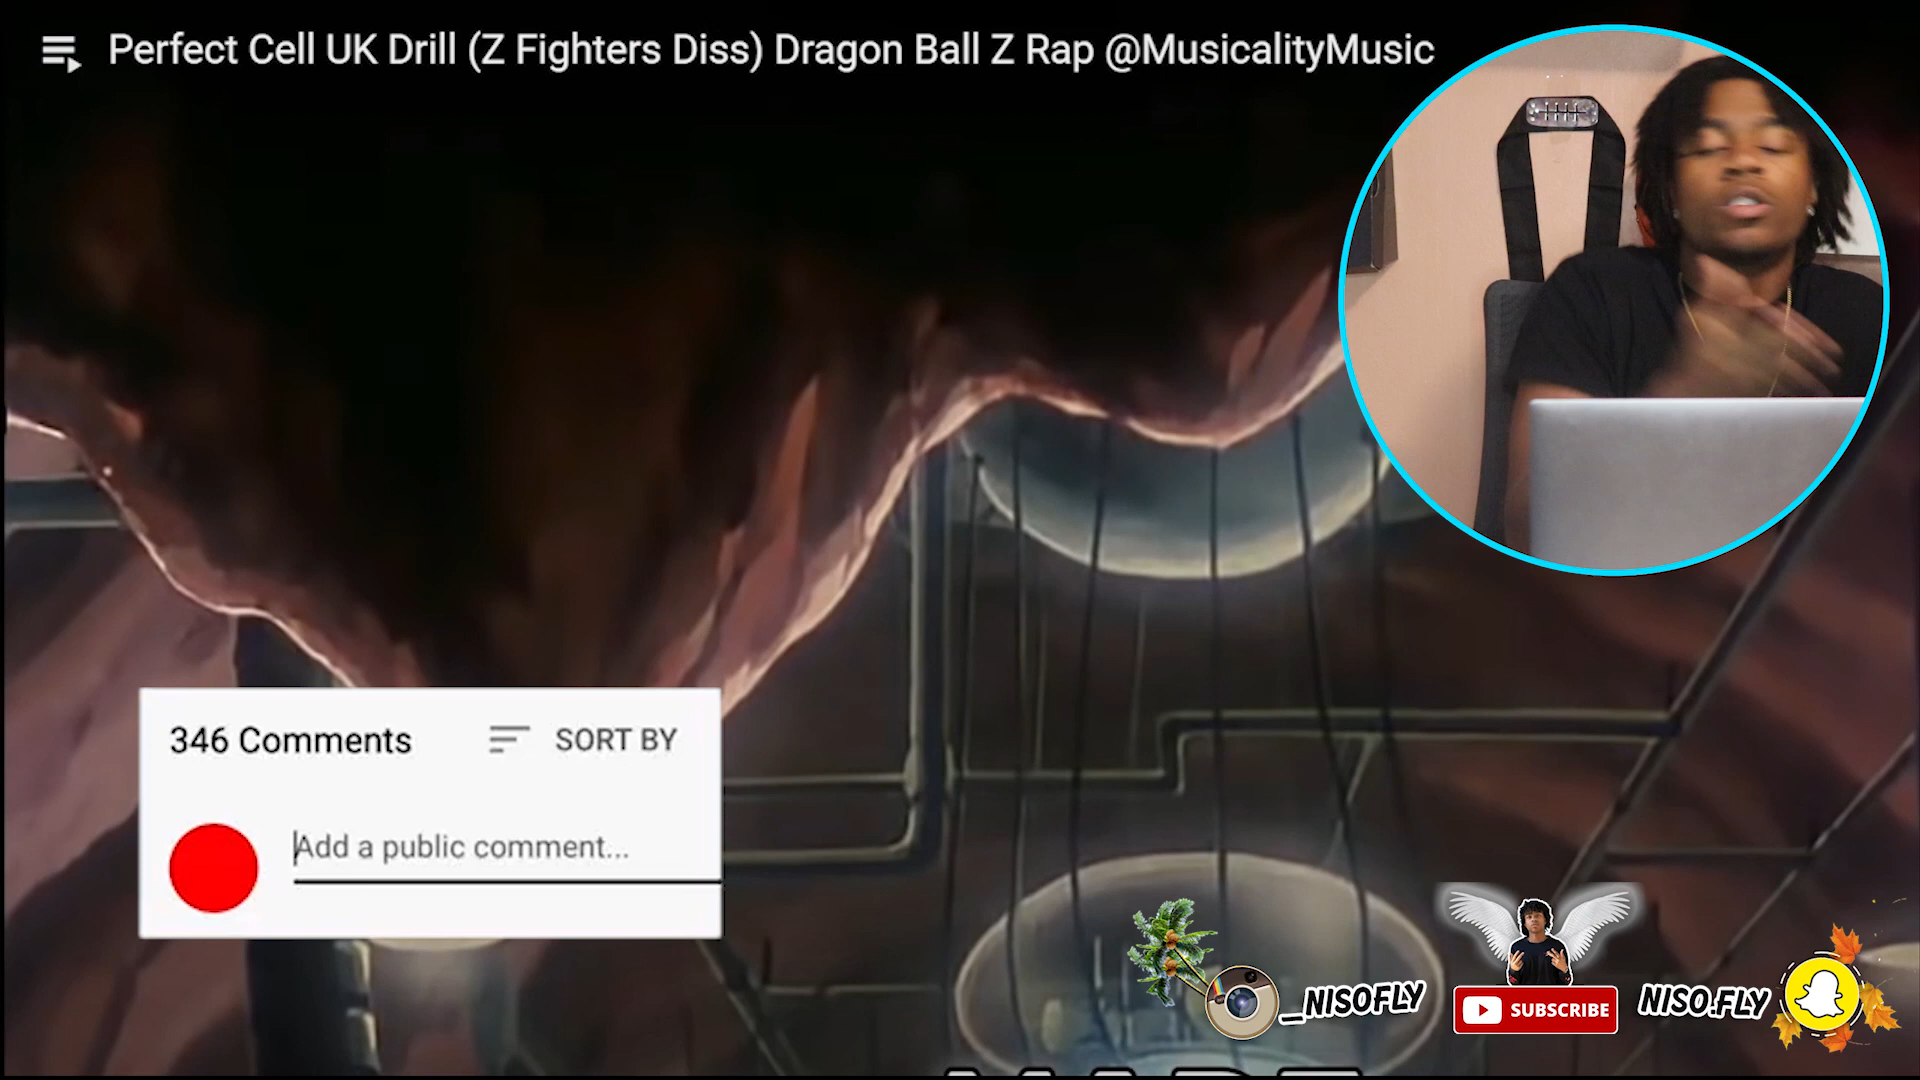 Perfect Cell UK Drill (Z Fighters Diss) Dragon Ball Z Rap @MusicalityMusic
346 Comments
SORT BY
Add a public comment...
_NISOFLY
SUBSCRIBE
NISO.FLY